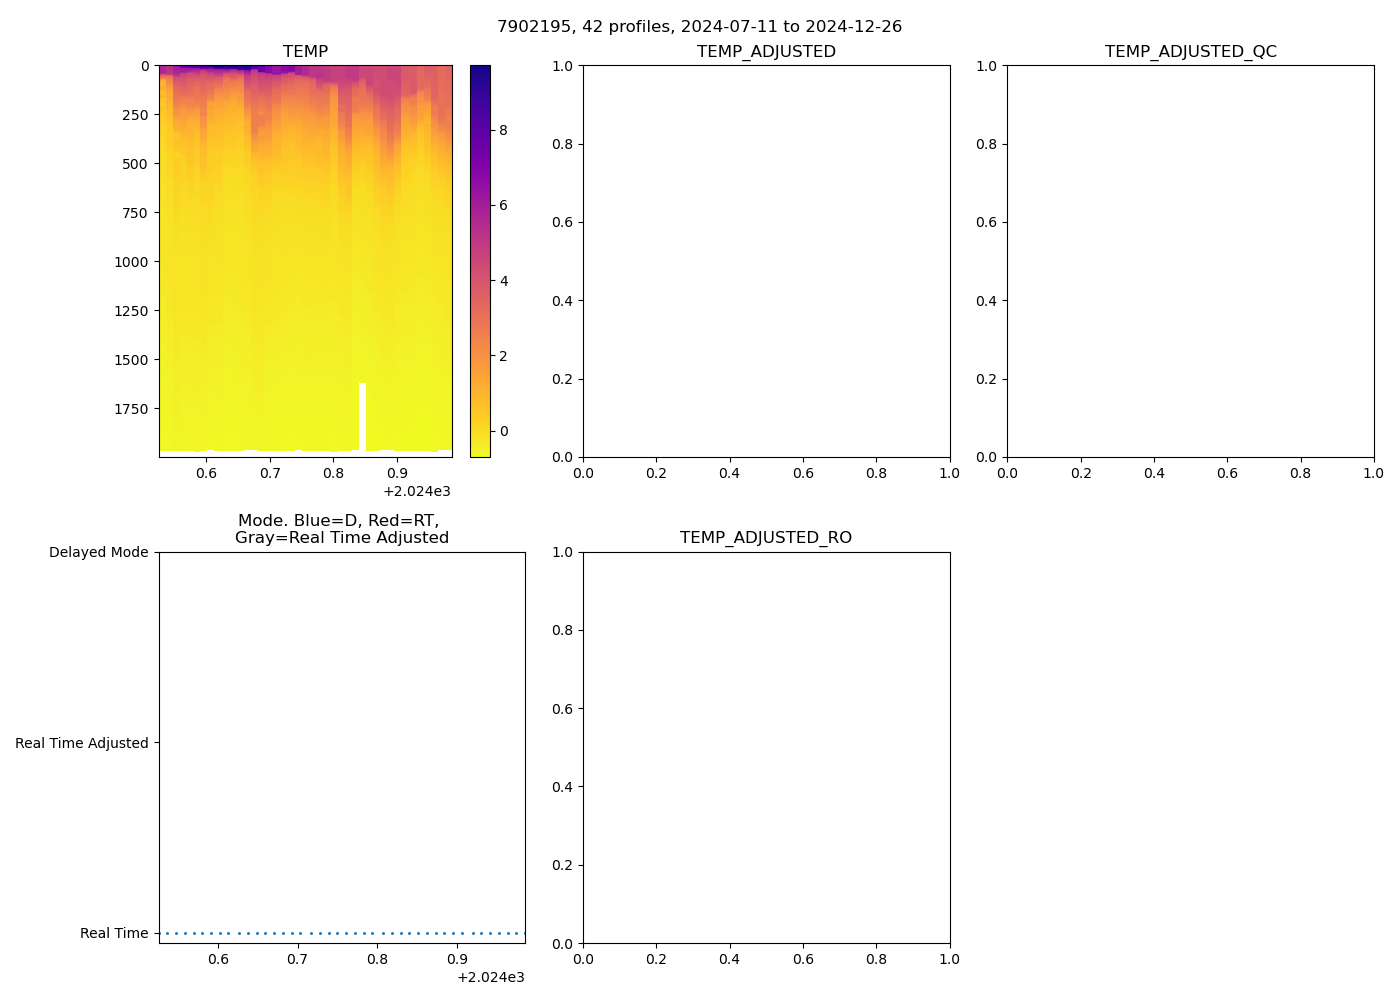 7902195, 42 profiles, 2024-07-11 to 2024-12-26
TEMP
0
250
500
750
1000
1250
1500
1750
0.6 0.7 0.8 0.9
+2.024e3
8
6
4
2
0
TEMP_ADJUSTED
1.0
0.8
0.6
0.4
0.2
0.0
0.0 0.2 0.4 0.6 0.8 1.0
TEMP_ADJUSTED_QC
1.0
0.8
0.6
0.4
0.2
0.0
0.0 0.2 0.4 0.6 0.8 1.0
Mode. Blue=D, Red=RT,
Gray=Real Time Adjusted
Delayed Mode
Real Time Adjusted
Real Time
0.6 0.7 0.8 0.9
+2.024e3
TEMP_ADJUSTED_RO
1.0
0.8
0.6
0.4
0.2
0.0
0.0 0.2 0.4 0.6 0.8 1.0